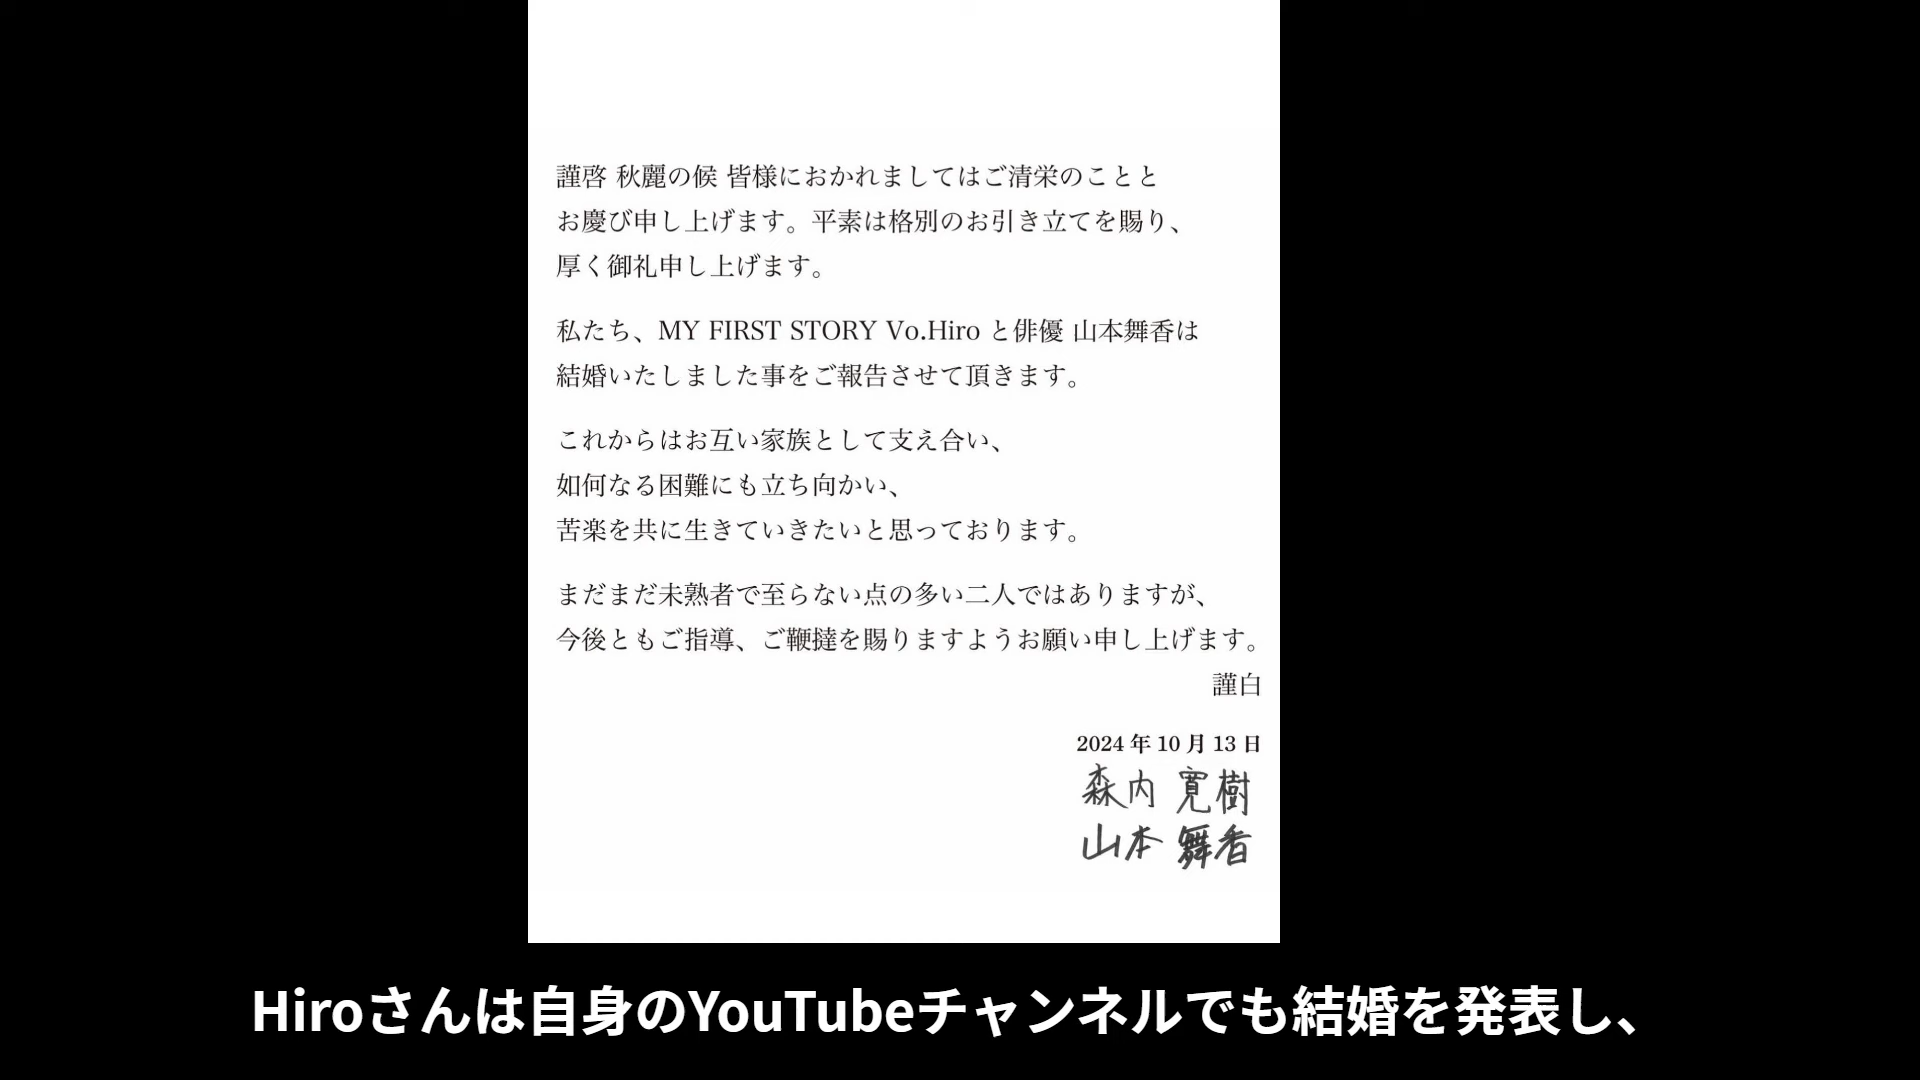 謹啓 秋麗の候 皆様におかれましてはご清栄のことと
お慶び申し上げます。平素は格別のお引き立てを賜り、
厚く御礼申し上げます。
私たち、MY FIRST STORY Vo.Hiro と俳優 山本舞香は
結婚いたしました事をご報告させて頂きます。
これからはお互い家族として支え合い、
如何なる困難にも立ち向かい、
苦楽を共に生きていきたいと思っております。
まだまだ未熟者で至らない点の多い二人ではありますが、
今後ともご指導、ご鞭撻を賜りますようお願い申し上げます。
謹白
2024 年 10 月 13 日
森内 寛樹
山本 舞香
Hiroさんは自身のYouTubeチャンネルでも結婚を発表し、